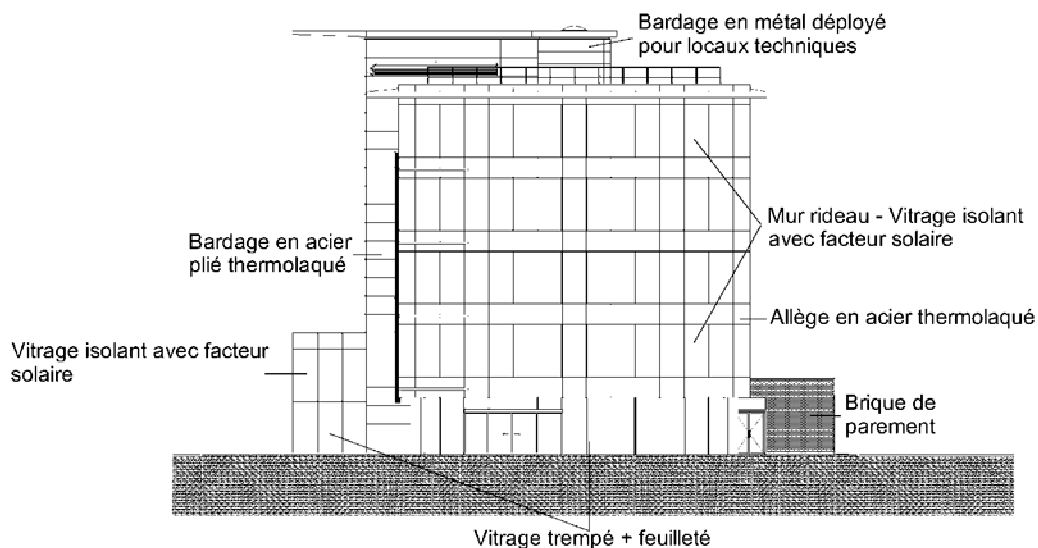 Bardage en métal déployé
pour locaux techniques
Mur rideau - Vitrage isolant
avec facteur solaire
Bardage en acier
plié thermolaqué
Allège en acier thermolaqué
Vitrage isolant avec facteur
solaire
Brique de
parement
Vitrage trempé + feuilleté